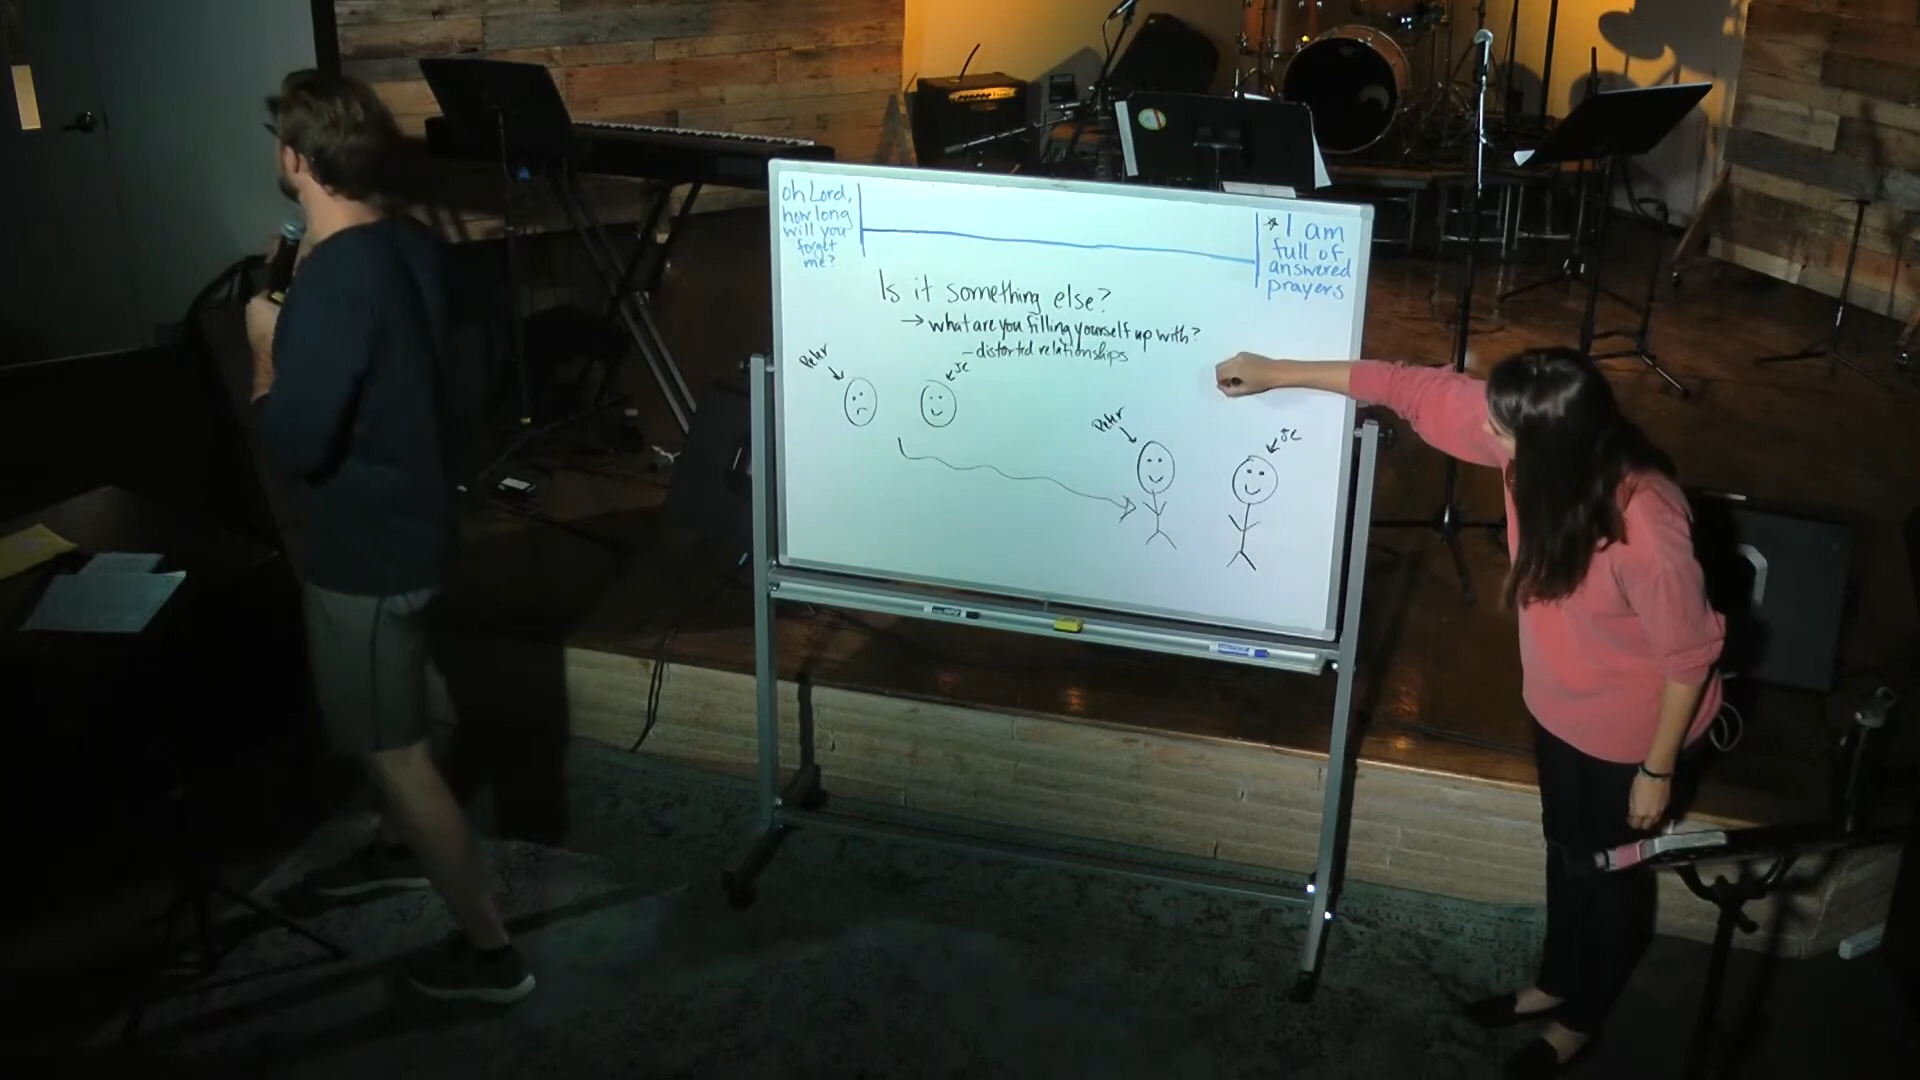 oh Lord,
how long
will you
forget
me?
* I am
full of
answered
prayers
Is it something else?
→ what are you filling yourself up with?
- distorted relationships
Peter
JC
Peter
JC